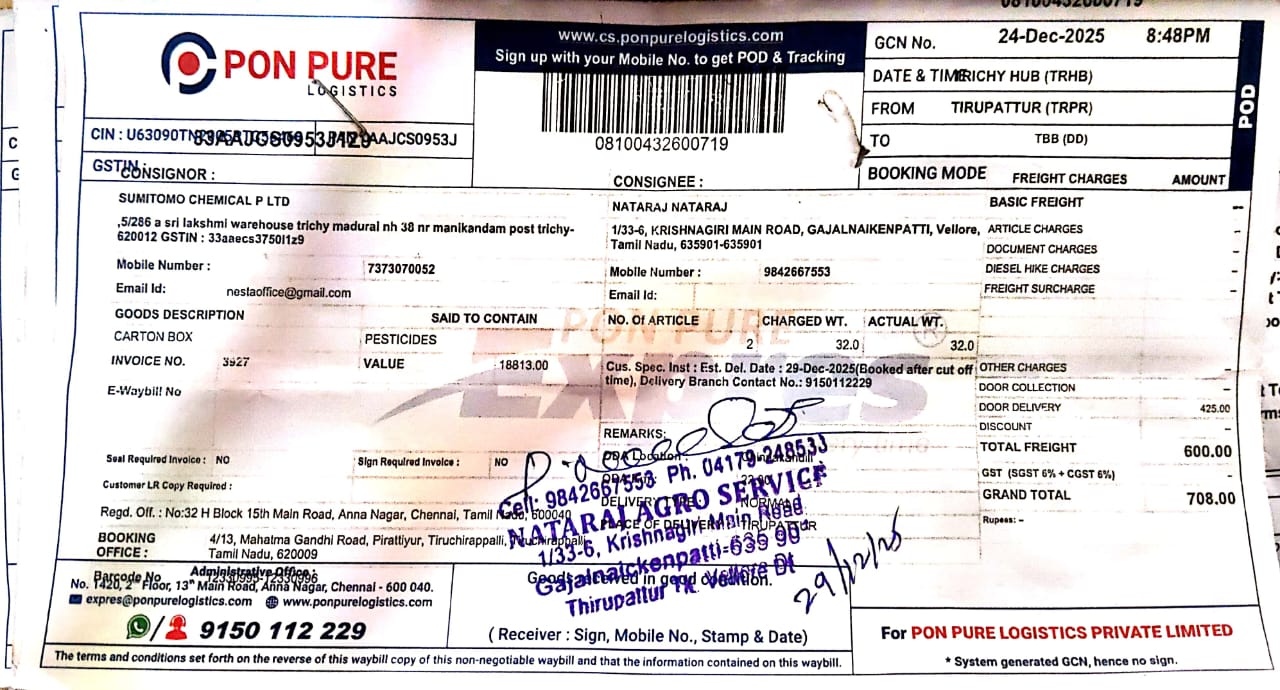 PON PURE
LOGISTICS
www.cs.ponpurelogistics.com
Sign up with your Mobile No. to get POD & Tracking
08100432600719
GCN No. 24-Dec-2025 8:48PM
DATE & TIME TRICHY HUB (TRHB)
FROM TIRUPATTUR (TRPR)
TO TBB (DD)
BOOKING MODE FREIGHT CHARGES AMOUNT
POD
CIN :
33AAJCS0953J1Z9
GSTIN :
CONSIGNOR :
SUMITOMO CHEMICAL P LTD
,5/286 a sri lakshmi warehouse trichy madural nh 38 nr manikandam post trichy-
620012 GSTIN : 33aaecs3750l1z9
Mobile Number : 7373070052
Email Id: nestaoffice@gmail.com
CONSIGNEE :
NATARAJ NATARAJ
1/33-6, KRISHNAGIRI MAIN ROAD, GAJALNAIKENPATTI, Vellore,
Tamil Nadu, 635901-635901
Mobile Number : 9842667553
Email Id:
GOODS DESCRIPTION SAID TO CONTAIN
CARTON BOX PESTICIDES
INVOICE NO. 3927 VALUE 18813.00
E-Waybill No
NO. Of ARTICLE CHARGED WT. ACTUAL WT.
2 32.0 32.0
Cus. Spec. Inst : Est. Del. Date : 29-Dec-2025(Booked after cut off
time), Delivery Branch Contact No.: 9150112229
REMARKS:
BASIC FREIGHT --
ARTICLE CHARGES -
DOCUMENT CHARGES -
DIESEL HIKE CHARGES -
FREIGHT SURCHARGE -
OTHER CHARGES -
DOOR COLLECTION -
DOOR DELIVERY 425.00
DISCOUNT -
TOTAL FREIGHT 600.00
GST (SGST 6% + CGST 6%) -
GRAND TOTAL 708.00
Rupees: -
PON PURE
EXPRESS
Seal Required Invoice : NO Sign Required Invoice : NO
Customer LR Copy Required :
Regd. Off. : No:32 H Block 15th Main Road, Anna Nagar, Chennai, Tamil Nadu, 600040
BOOKING
OFFICE :
4/13, Mahatma Gandhi Road, Pirattiyur, Tiruchirappalli, Tiruchirappalli
Tamil Nadu, 620009
PLACE OF DELIVERY TIRUPATTUR
Cell: 9842667553 Ph. 04179-248533
NATARAJ AGRO SERVICE
1/33-6, Krishnagiri Main Road
Gajalnaickenpatti-635 901
Thirupattur Tk. Vellore Dt
29/12/25
Goods received in good condition.
( Receiver : Sign, Mobile No., Stamp & Date)
Barcode No 12330995-12330996
Administrative Office :
No. 1420, 2nd Floor, 13th Main Road, Anna Nagar, Chennai - 600 040.
expres@ponpurelogistics.com www.ponpurelogistics.com
/ 9150 112 229
For PON PURE LOGISTICS PRIVATE LIMITED
* System generated GCN, hence no sign.
The terms and conditions set forth on the reverse of this waybill copy of this non-negotiable waybill and that the information contained on this waybill.